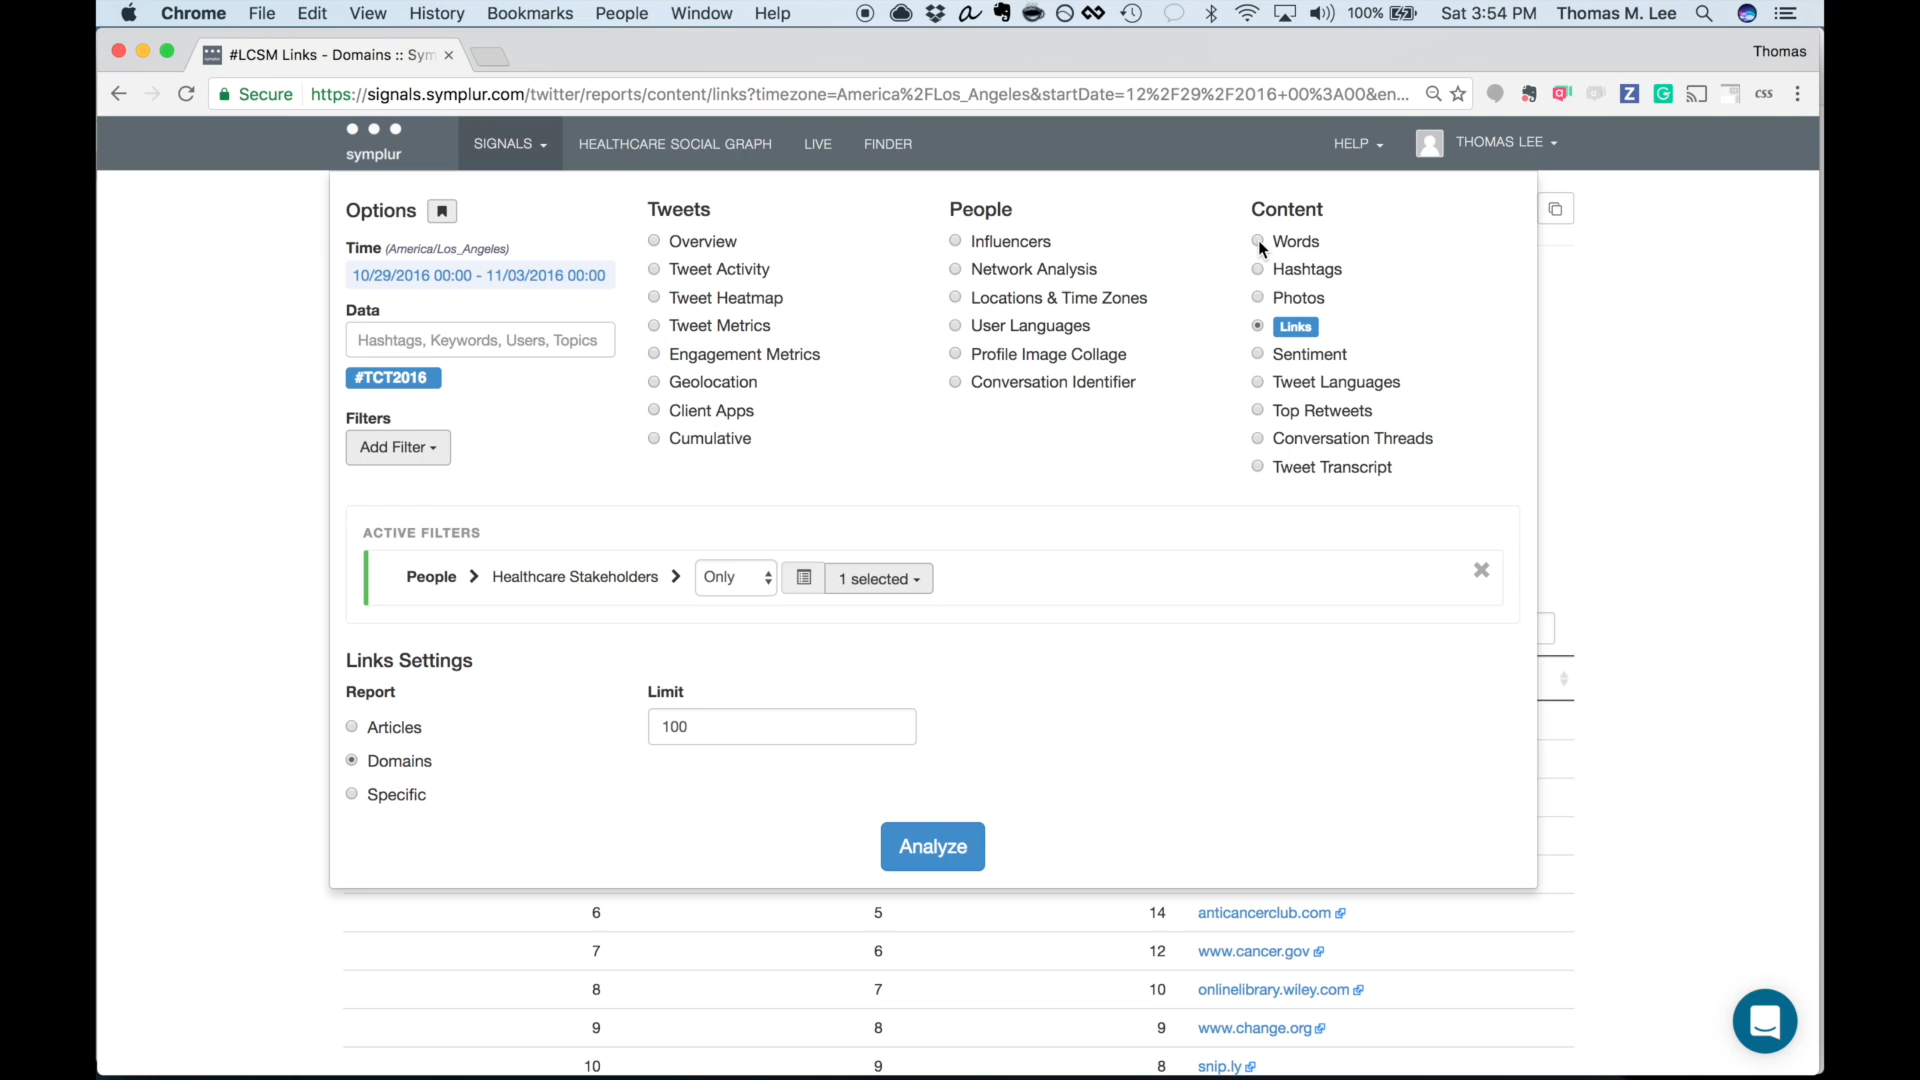 Chrome File Edit View History Bookmarks People Window Help 100% Sat 3:54 PM Thomas M. Lee
#LCSM Links - Domains :: Sym Thomas
Secure https://signals.symplur.com/twitter/reports/content/links?timezone=America%2FLos_Angeles&startDate=12%2F29%2F2016+00%3A00&en... css
symplur SIGNALS HEALTHCARE SOCIAL GRAPH LIVE FINDER HELP THOMAS LEE
Options
Time (America/Los_Angeles)
10/29/2016 00:00 - 11/03/2016 00:00
Data
Hashtags, Keywords, Users, Topics
#TCT2016
Filters
Add Filter
Tweets
Overview
Tweet Activity
Tweet Heatmap
Tweet Metrics
Engagement Metrics
Geolocation
Client Apps
Cumulative
People
Influencers
Network Analysis
Locations & Time Zones
User Languages
Profile Image Collage
Conversation Identifier
Content
Words
Hashtags
Photos
Links
Sentiment
Tweet Languages
Top Retweets
Conversation Threads
Tweet Transcript
ACTIVE FILTERS
People Healthcare Stakeholders Only 1 selected
Links Settings
Report
Articles
Domains
Specific
Limit
100
Analyze
6 5 14 anticancerclub.com
7 6 12 www.cancer.gov
8 7 10 onlinelibrary.wiley.com
9 8 9 www.change.org
10 9 8 snip.ly